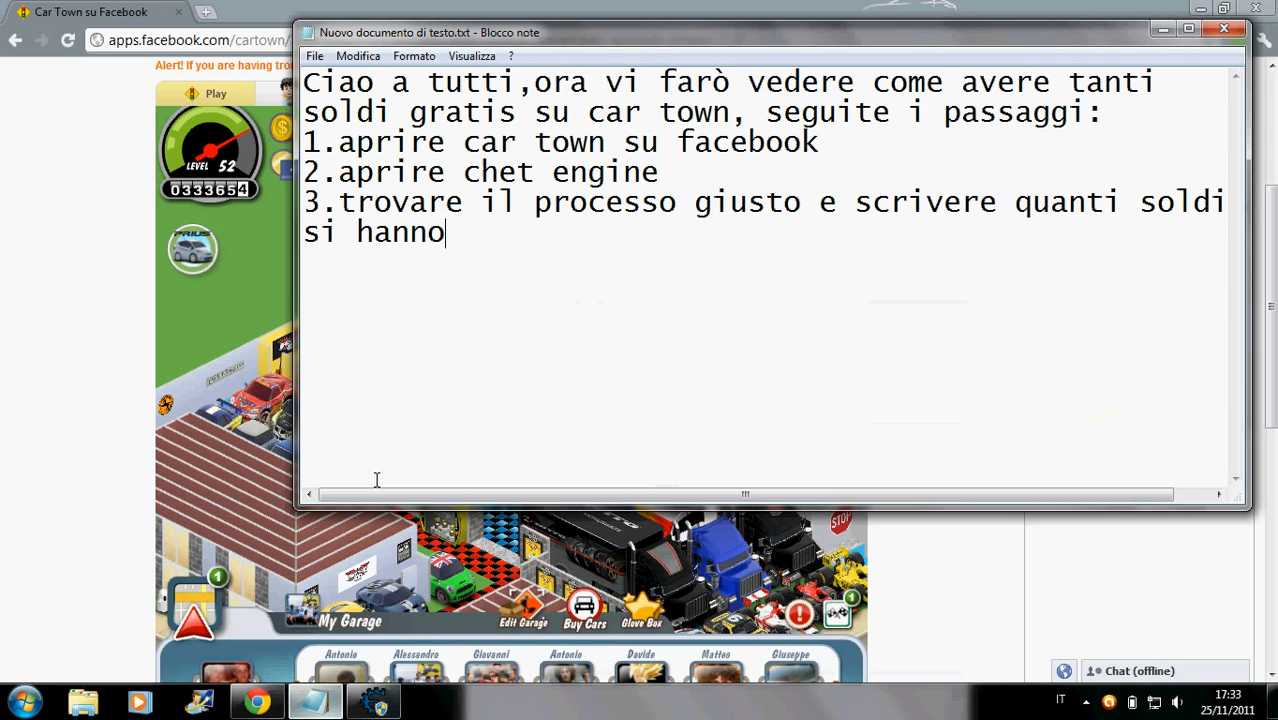 Car Town su Facebook
Nuovo documento di testo.txt - Blocco note
apps.facebook.com/cartown/
File Modifica Formato Visualizza ?
Alert! If you are having tro
Play
Ciao a tutti,ora vi farò vedere come avere tanti
soldi gratis su car town, seguite i passaggi:
1.aprire car town su facebook
2.aprire chet engine
3.trovare il processo giusto e scrivere quanti soldi
si hanno
LEVEL 52
0333654
PRIUS
STOP
1
1
My Garage
Edit Garage
Buy Cars
Glove Box
Antonio Alessandro Giovanni Antonio Davide Matteo Giuseppe
Chat (offline)
IT
17:33
25/11/2011